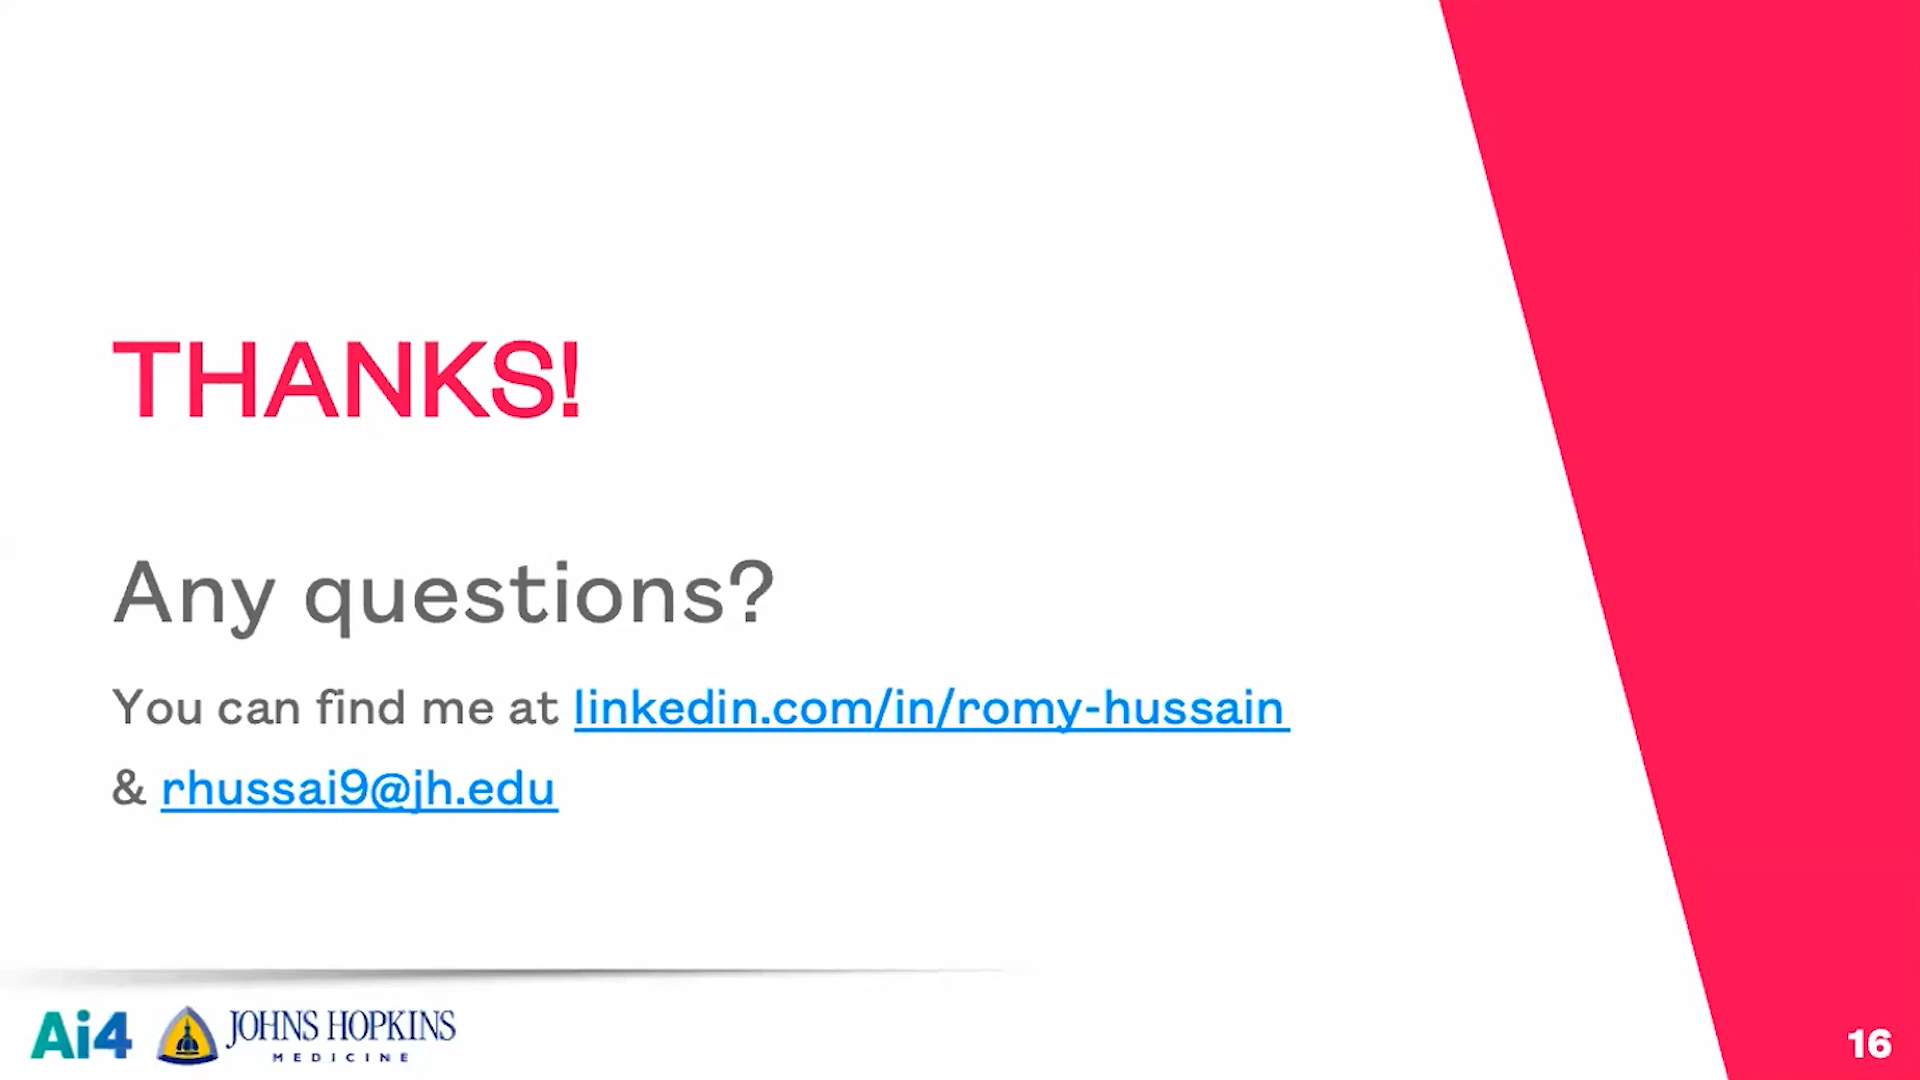 THANKS!
Any questions?
You can find me at linkedin.com/in/romy-hussain
& rhussai9@jh.edu
Ai4
JOHNS HOPKINS
MEDICINE
16